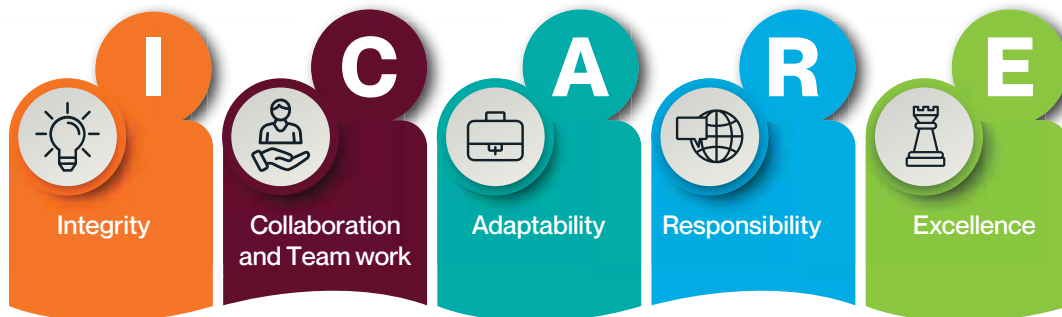 I
C
A
R
E
Integrity
Collaboration
and Team work
Adaptability
Responsibility
Excellence